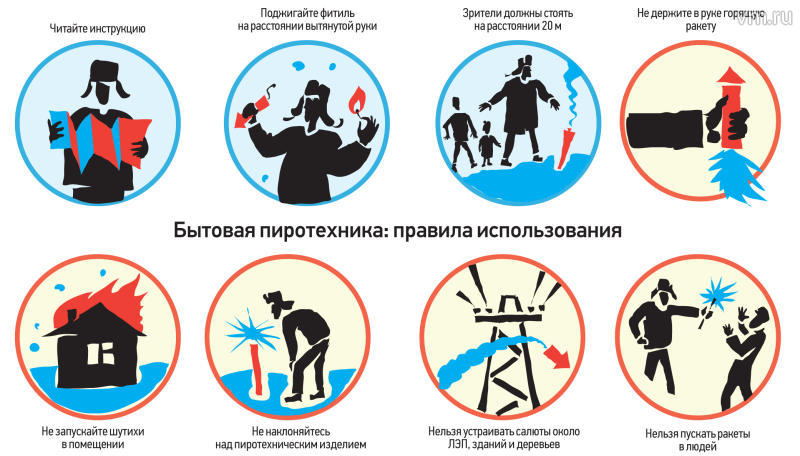 Читайте инструкцию
Поджигайте фитиль
на расстоянии вытянутой руки
Зрители должны стоять
на расстоянии 20 м
Не держите в руке горящую
ракету
vm.ru
Бытовая пиротехника: правила использования
Не запускайте шутихи
в помещении
Не наклоняйтесь
над пиротехническим изделием
Нельзя устраивать салюты около
ЛЭП, зданий и деревьев
Нельзя пускать ракеты
в людей